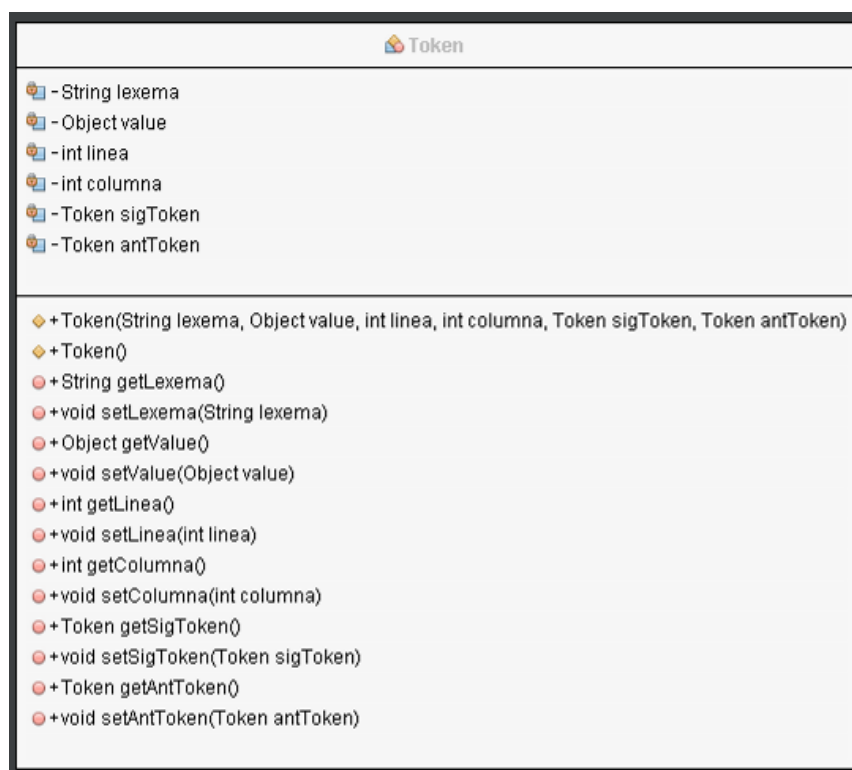 Token
- String lexema
- Object value
- int linea
- int columna
- Token sigToken
- Token antToken
+ Token(String lexema, Object value, int linea, int columna, Token sigToken, Token antToken)
+ Token()
+ String getLexema()
+ void setLexema(String lexema)
+ Object getValue()
+ void setValue(Object value)
+ int getLinea()
+ void setLinea(int linea)
+ int getColumna()
+ void setColumna(int columna)
+ Token getSigToken()
+ void setSigToken(Token sigToken)
+ Token getAntToken()
+ void setAntToken(Token antToken)